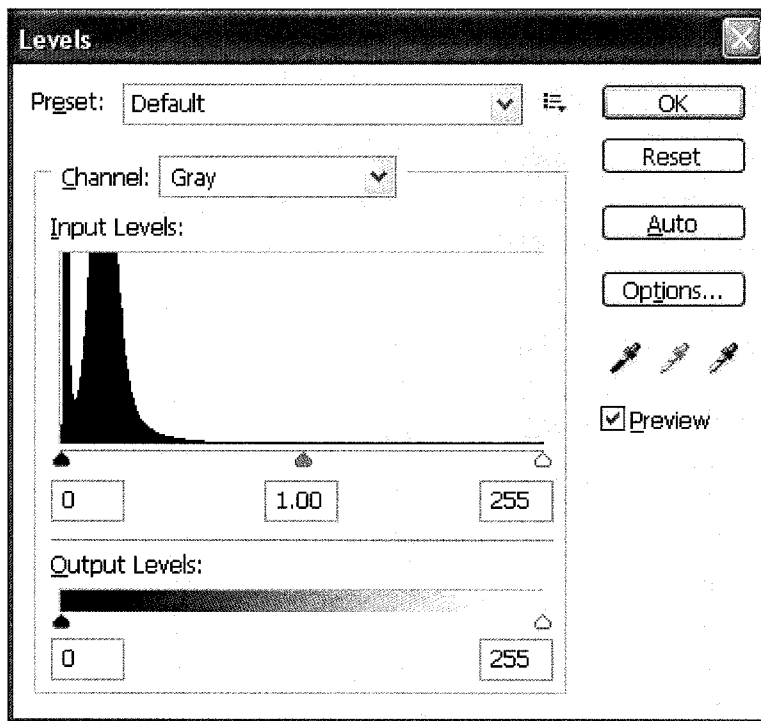 Levels
Preset: Default
OK
Reset
Channel: Gray
Auto
Input Levels:
Options...
Preview
0 1.00 255
Output Levels:
0 255